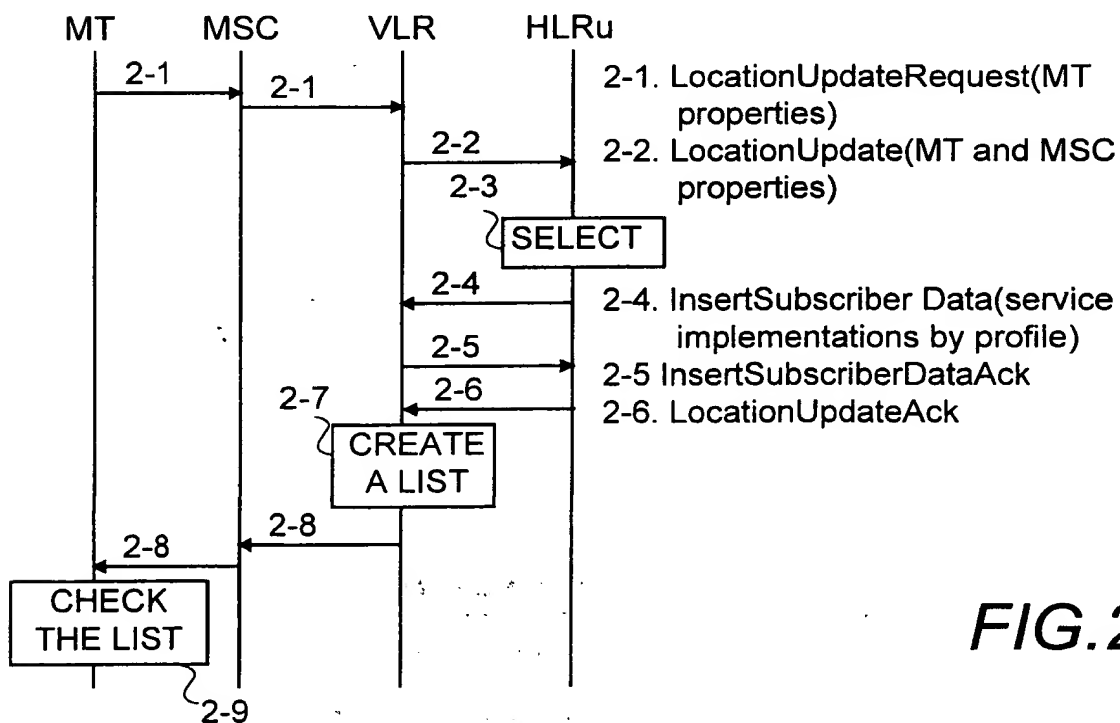 MT MSC VLR HLRu
2-1
2-1
2-1. LocationUpdateRequest(MT
properties)
2-2
2-2. LocationUpdate(MT and MSC
properties)
2-3
SELECT
2-4
2-4. InsertSubscriber Data(service
implementations by profile)
2-5
2-5 InsertSubscriberDataAck
2-6
2-6. LocationUpdateAck
2-7
CREATE
A LIST
2-8
2-8
CHECK
THE LIST
2-9
FIG.2